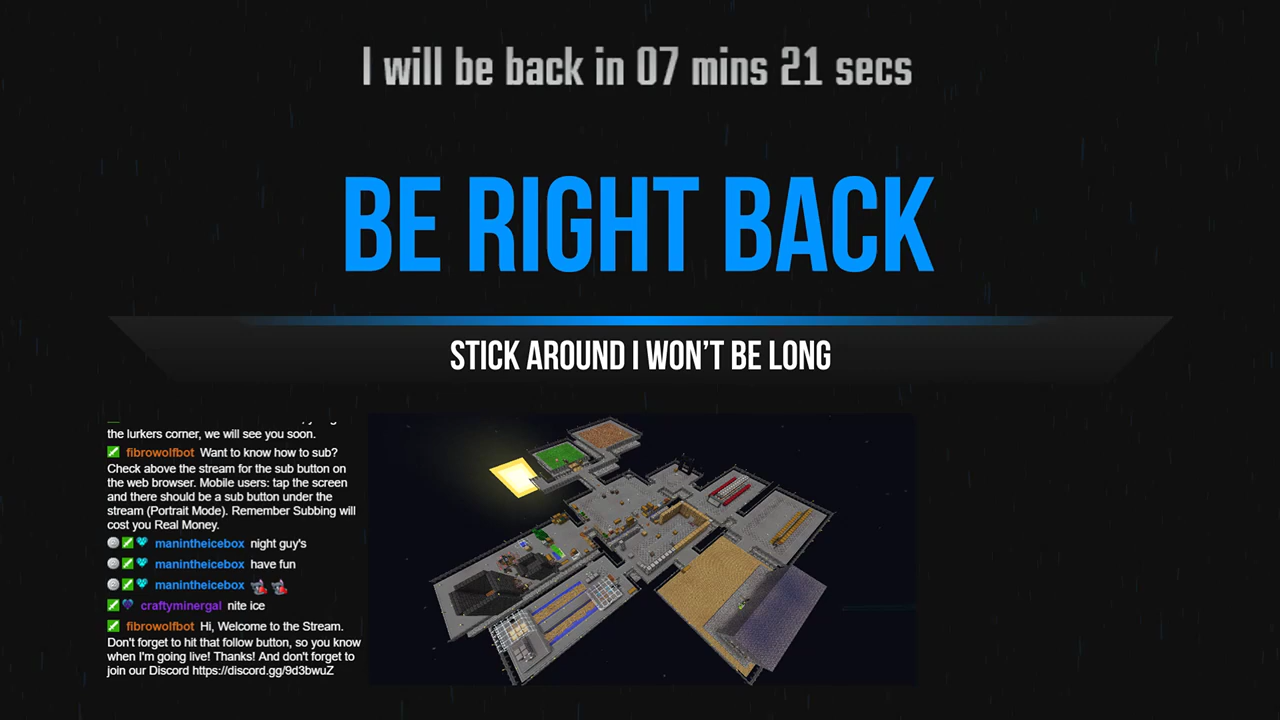 I will be back in 07 mins 21 secs
BE RIGHT BACK
STICK AROUND I WON'T BE LONG
the lurkers corner, we will see you soon.
fibrowolfbot Want to know how to sub?
Check above the stream for the sub button on
the web browser. Mobile users: tap the screen
and there should be a sub button under the
stream (Portrait Mode). Remember Subbing will
cost you Real Money.
manintheicebox night guy's
manintheicebox have fun
manintheicebox
craftyminergal nite ice
fibrowolfbot Hi, Welcome to the Stream.
Don't forget to hit that follow button, so you know
when I'm going live! Thanks! And don't forget to
join our Discord https://discord.gg/9d3bwuZ